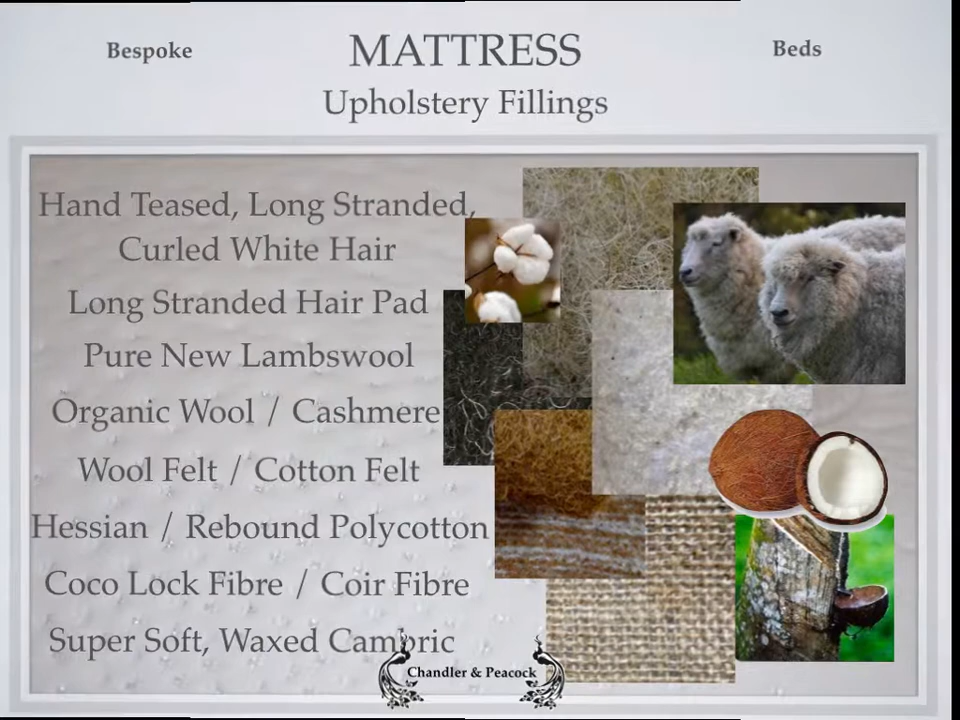 Bespoke
MATTRESS
Beds
Upholstery Fillings
Hand Teased, Long Stranded,
Curled White Hair
Long Stranded Hair Pad
Pure New Lambswool
Organic Wool / Cashmere
Wool Felt / Cotton Felt
Hessian / Rebound Polycotton
Coco Lock Fibre / Coir Fibre
Super Soft, Waxed Cambric
Chandler & Peacock